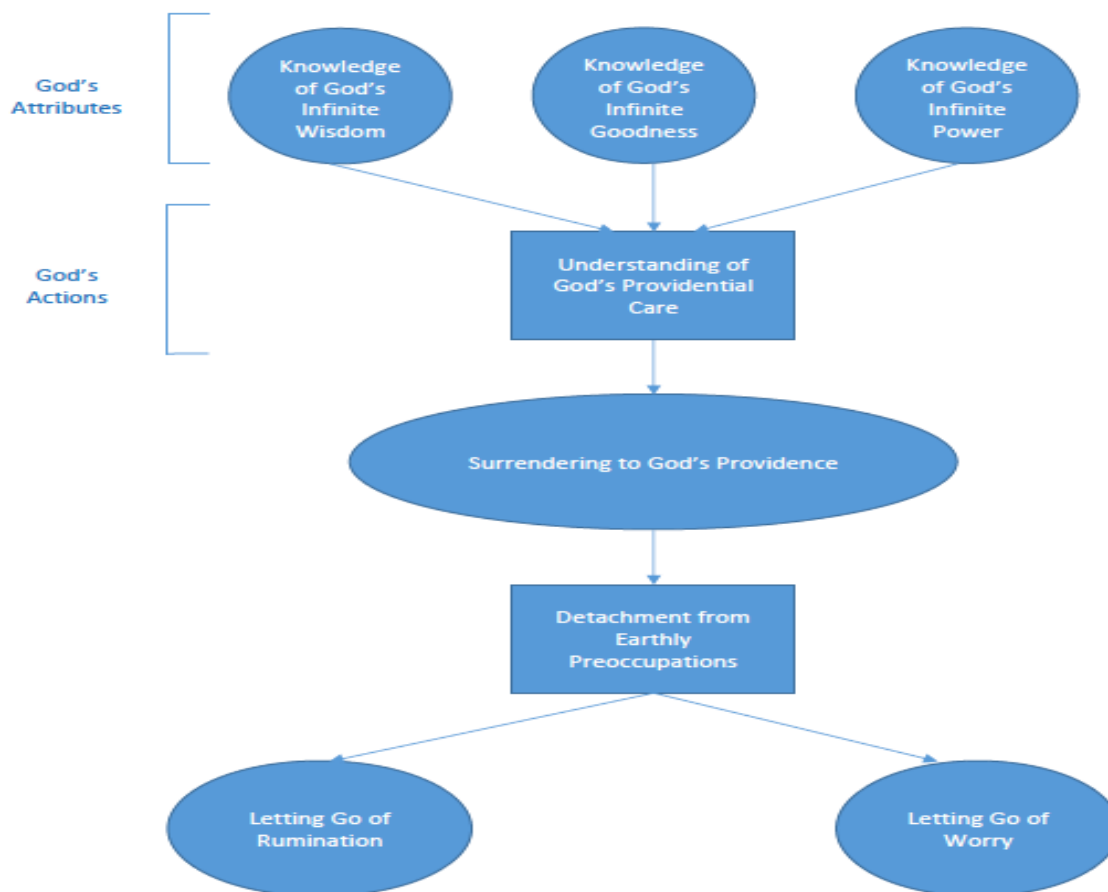 God's
Attributes
Knowledge
of God's
Infinite
Wisdom
Knowledge
of God's
Infinite
Goodness
Knowledge
of God's
Infinite
Power
God's
Actions
Understanding of
God's Providential
Care
Surrendering to God's Providence
Detachment from
Earthly
Preoccupations
Letting Go of
Rumination
Letting Go of
Worry